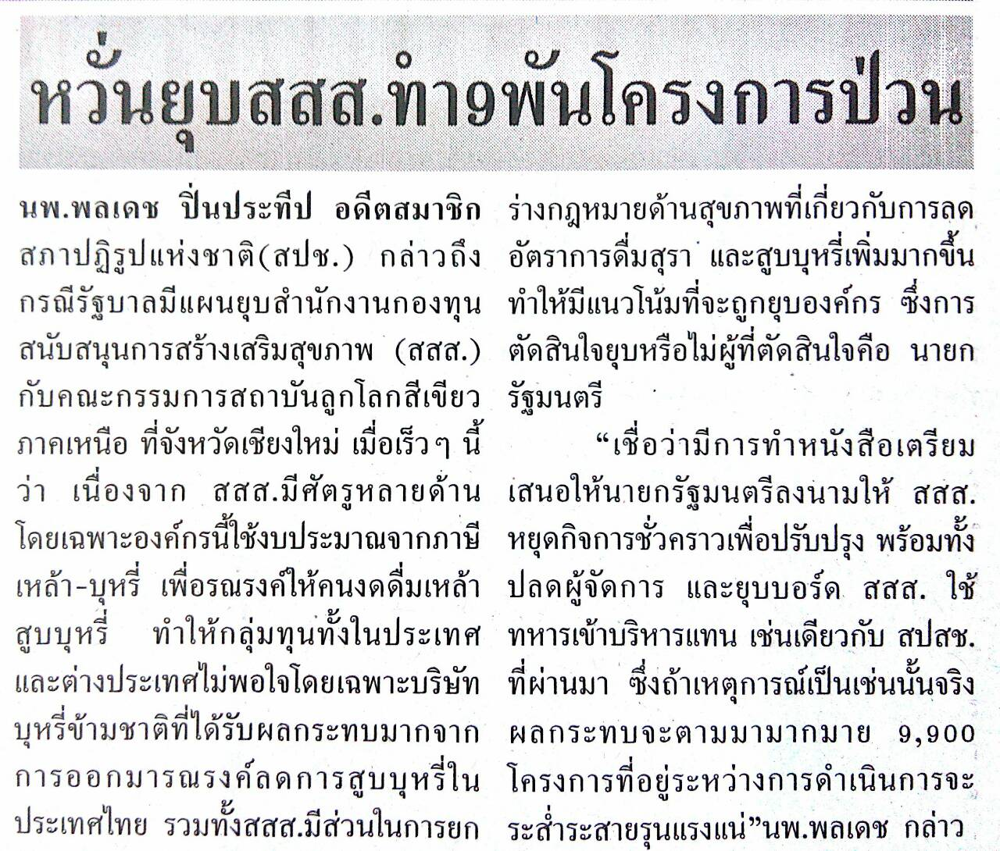 หวั่นยุบสสส.ทำ9พันโครงการป่วน
นพ.พลเดช ปิ่นประทีป อดีตสมาชิก
สภาปฏิรูปแห่งชาติ(สปช.) กล่าวถึง
กรณีรัฐบาลมีแผนยุบสำนักงานกองทุน
สนับสนุนการสร้างเสริมสุขภาพ (สสส.)
กับคณะกรรมการสถาบันลูกโลกสีเขียว
ภาคเหนือ ที่จังหวัดเชียงใหม่ เมื่อเร็วๆ นี้
ว่า เนื่องจาก สสส.มีศัตรูหลายด้าน
โดยเฉพาะองค์กรนี้ใช้งบประมาณจากภาษี
เหล้า-บุหรี่ เพื่อรณรงค์ให้คนงดดื่มเหล้า
สูบบุหรี่ ทำให้กลุ่มทุนทั้งในประเทศ
และต่างประเทศไม่พอใจโดยเฉพาะบริษัท
บุหรี่ข้ามชาติที่ได้รับผลกระทบมากจาก
การออกมารณรงค์ลดการสูบบุหรี่ใน
ประเทศไทย รวมทั้งสสส.มีส่วนในการยก
ร่างกฎหมายด้านสุขภาพที่เกี่ยวกับการลด
อัตราการดื่มสุรา และสูบบุหรี่เพิ่มมากขึ้น
ทำให้มีแนวโน้มที่จะถูกยุบองค์กร ซึ่งการ
ตัดสินใจยุบหรือไม่ผู้ที่ตัดสินใจคือ นายก
รัฐมนตรี
“เชื่อว่ามีการทำหนังสือเตรียม
เสนอให้นายกรัฐมนตรีลงนามให้ สสส.
หยุดกิจการชั่วคราวเพื่อปรับปรุง พร้อมทั้ง
ปลดผู้จัดการ และยุบบอร์ด สสส. ใช้
ทหารเข้าบริหารแทน เช่นเดียวกับ สปสช.
ที่ผ่านมา ซึ่งถ้าเหตุการณ์เป็นเช่นนั้นจริง
ผลกระทบจะตามมามากมาย 9,900
โครงการที่อยู่ระหว่างการดำเนินการจะ
ระส่ำระสายรุนแรงแน่”นพ.พลเดช กล่าว